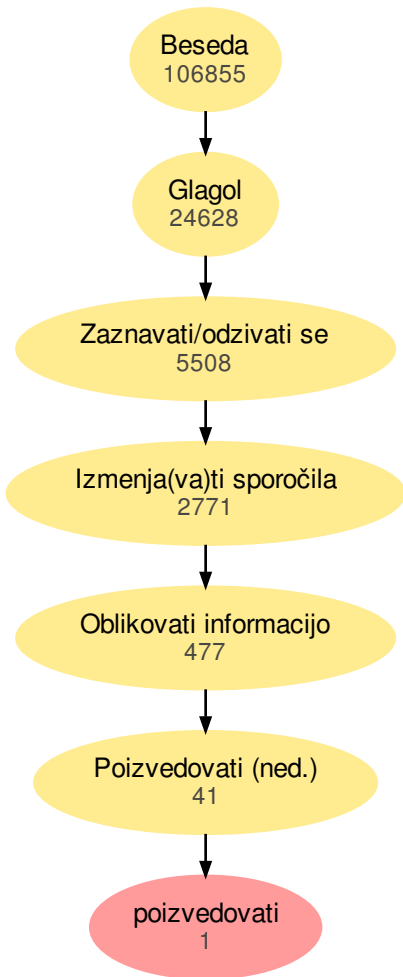 Beseda
106855
Glagol
24628
Zaznavati/odzivati se
5508
Izmenja(va)ti sporočila
2771
Oblikovati informacijo
477
Poizvedovati (ned.)
41
poizvedovati
1